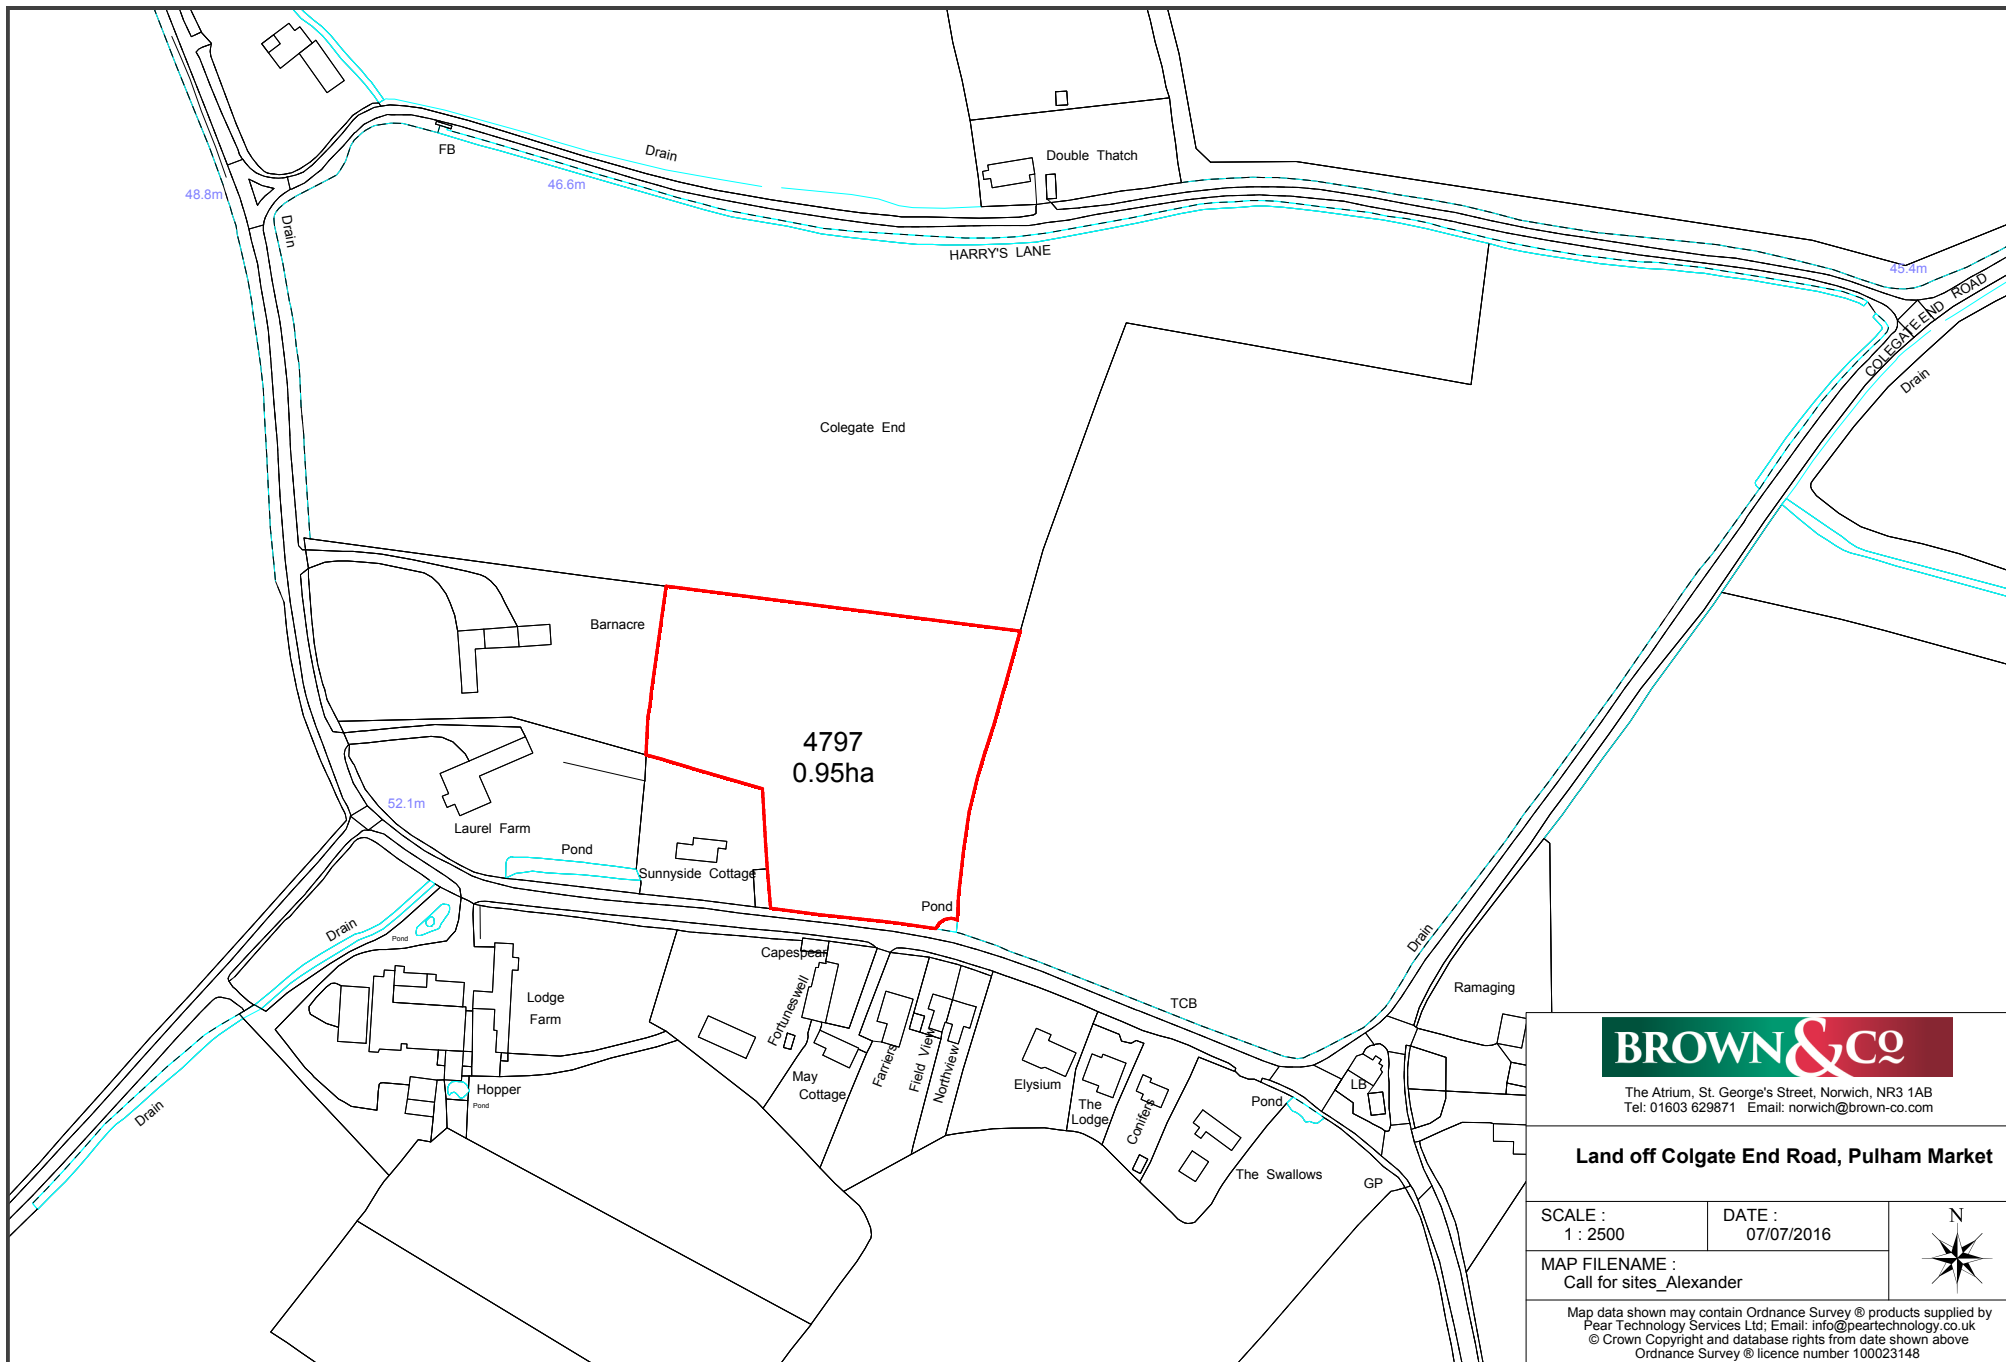 FB
Drain
Double Thatch
48.8m
46.6m
Drain
HARRY'S LANE
45.4m
COLEGATE END ROAD
Drain
Colegate End
Barnacre
4797
0.95ha
52.1m
Laurel Farm
Pond
Sunnyside Cottage
Pond
Drain
Pond
Capespear
Fortuneswell
Lodge
Farm
TCB
Drain
Ramaging
May
Cottage
Farriers
Field View
Northview
Elysium
The
Lodge
Conifers
Pond
LB
Hopper
Pond
Drain
The Swallows
GP
BROWN&CO
The Atrium, St. George's Street, Norwich, NR3 1AB
Tel: 01603 629871 Email: norwich@brown-co.com
Land off Colgate End Road, Pulham Market
SCALE :
1 : 2500
DATE :
07/07/2016
N
MAP FILENAME :
Call for sites_Alexander
Map data shown may contain Ordnance Survey ® products supplied by
Pear Technology Services Ltd; Email: info@peartechnology.co.uk
© Crown Copyright and database rights from date shown above
Ordnance Survey ® licence number 100023148